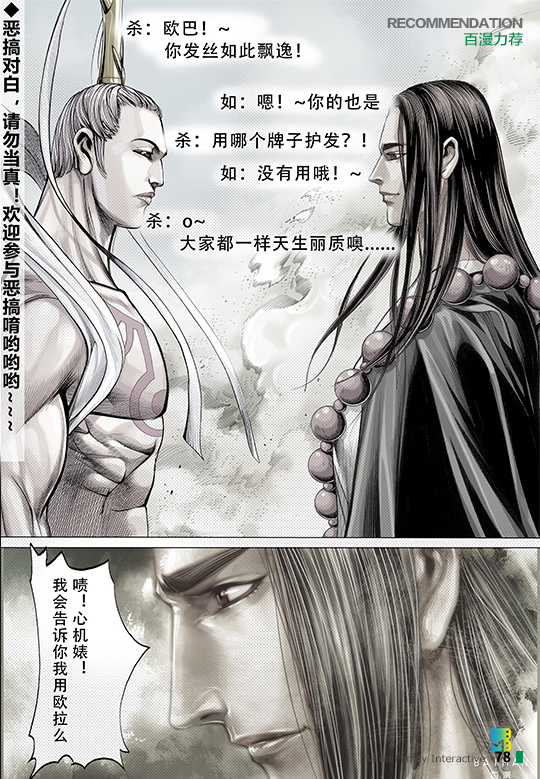 RECOMMENDATION
百漫力荐
◆恶搞对白，请勿当真！欢迎参与恶搞唷哟哟哟~~~
杀：欧巴！~
你发丝如此飘逸！
如：嗯！~你的也是
杀：用哪个牌子护发？！
如：没有用哦！~
杀：o~
大家都一样天生丽质噢......
啧！心机婊！
我会告诉你我用欧拉么
78